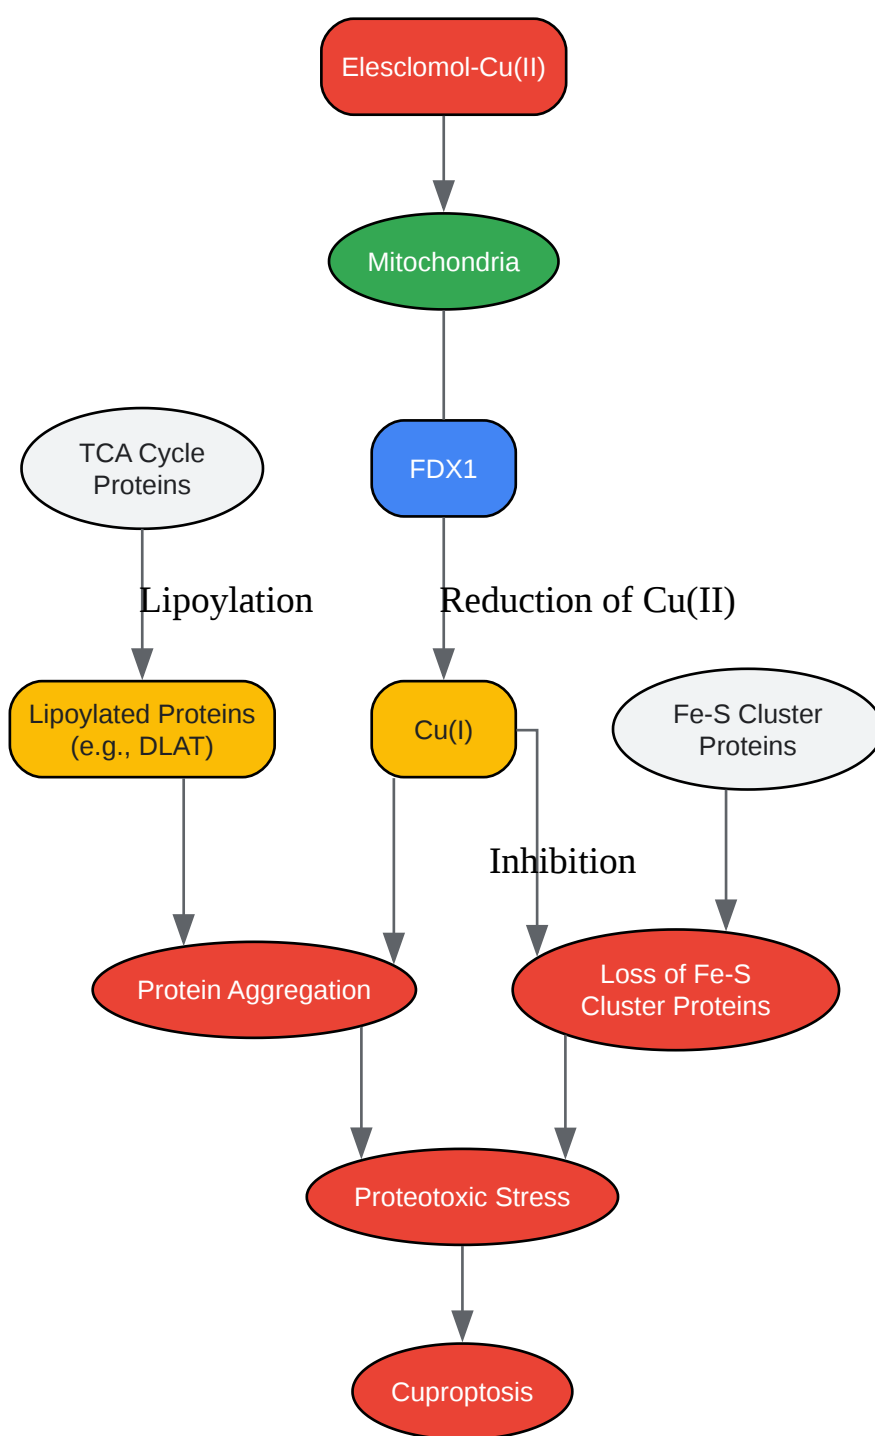 Elesclomol-Cu(II)
Mitochondria
TCA Cycle
Proteins
FDX1
Lipoylation
Reduction of Cu(II)
Lipoylated Proteins
(e.g., DLAT)
Cu(I)
Fe-S Cluster
Proteins
Inhibition
Protein Aggregation
Loss of Fe-S
Cluster Proteins
Proteotoxic Stress
Cuproptosis